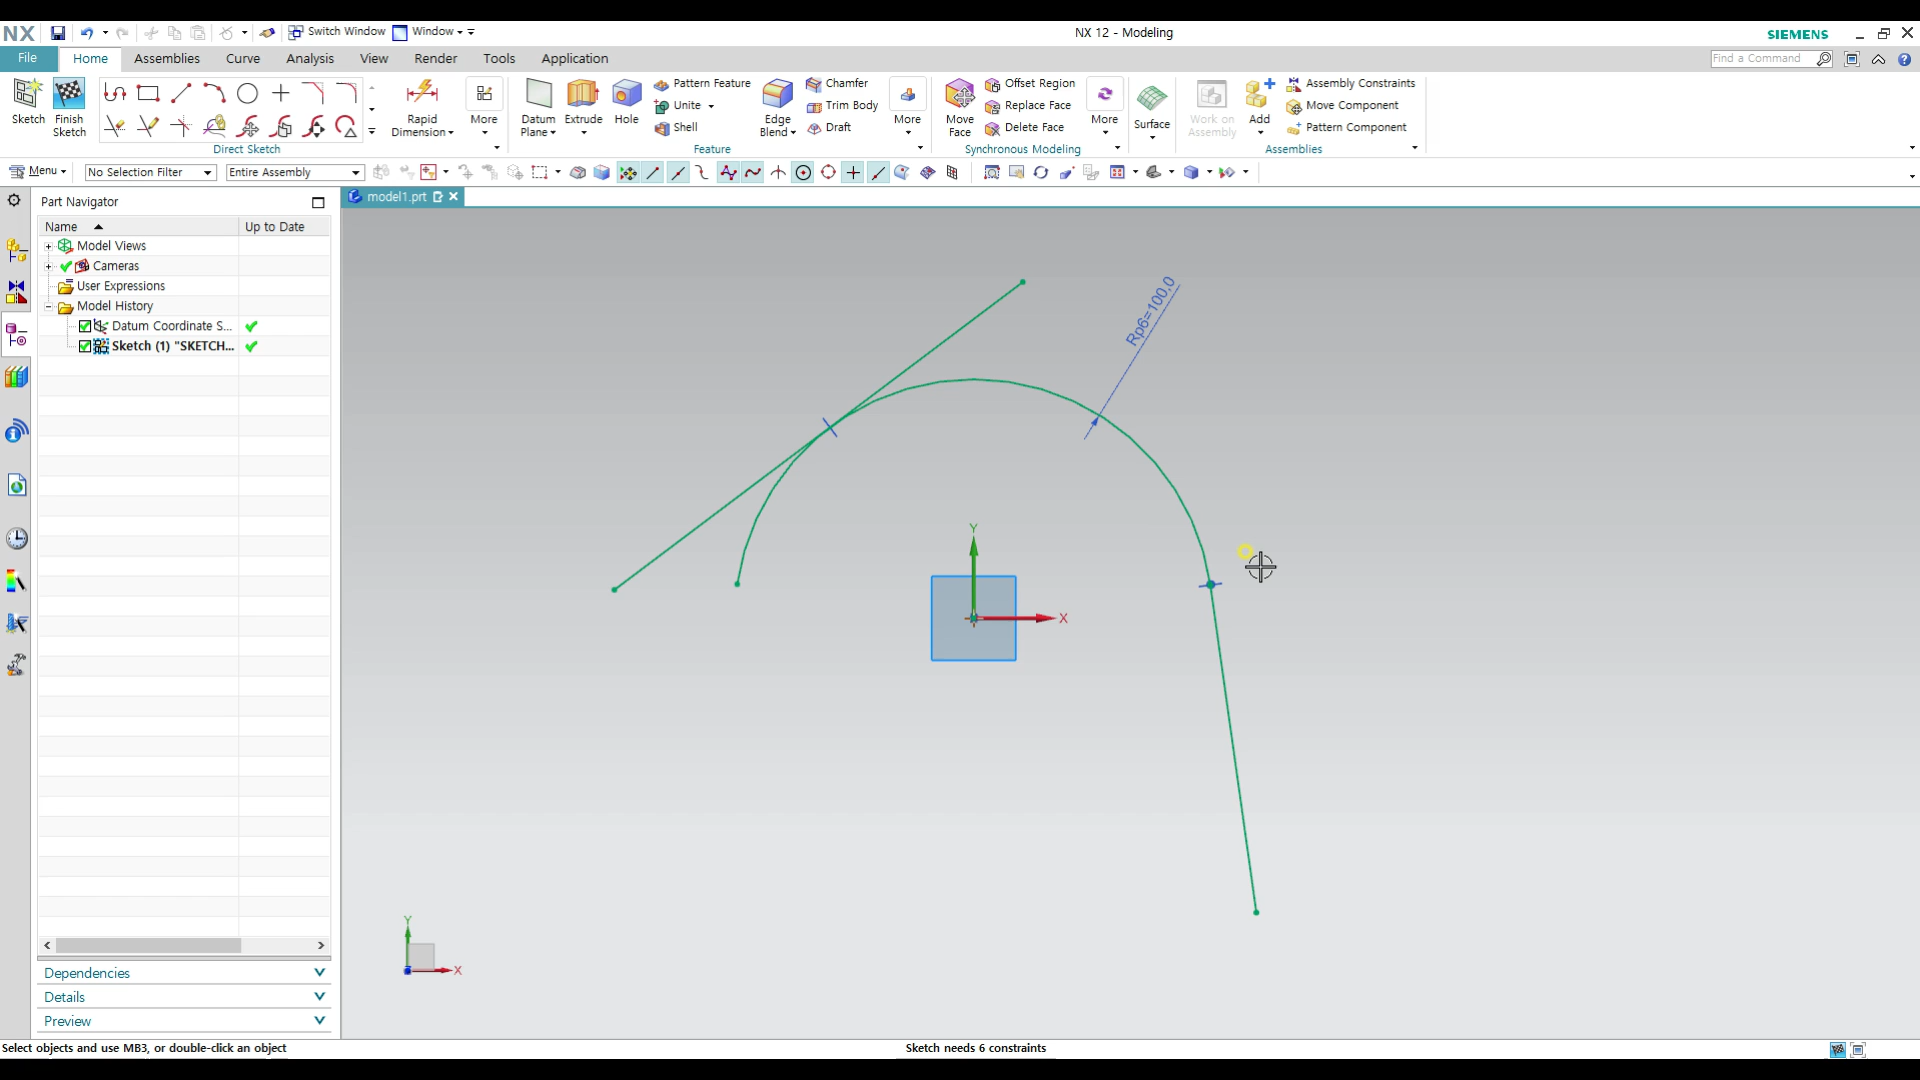 NX
Switch Window
Window
NX 12 - Modeling
SIEMENS
File
Home
Assemblies
Curve
Analysis
View
Render
Tools
Application
Find a Command
Sketch
Finish
Sketch
Direct Sketch
Rapid
Dimension
More
Datum
Plane
Extrude
Hole
Pattern Feature
Unite
Shell
Edge
Blend
Chamfer
Trim Body
Draft
More
Feature
Move
Face
Offset Region
Replace Face
Delete Face
More
Synchronous Modeling
Surface
Work on
Assembly
Add
Assembly Constraints
Move Component
Pattern Component
Assemblies
Menu
No Selection Filter
Entire Assembly
Part Navigator
model1.prt
Name
Up to Date
Model Views
Cameras
User Expressions
Model History
Datum Coordinate S...
Sketch (1) "SKETCH...
Rp6=100,0
Y
X
Y
X
Dependencies
Details
Preview
Select objects and use MB3, or double-click an object
Sketch needs 6 constraints